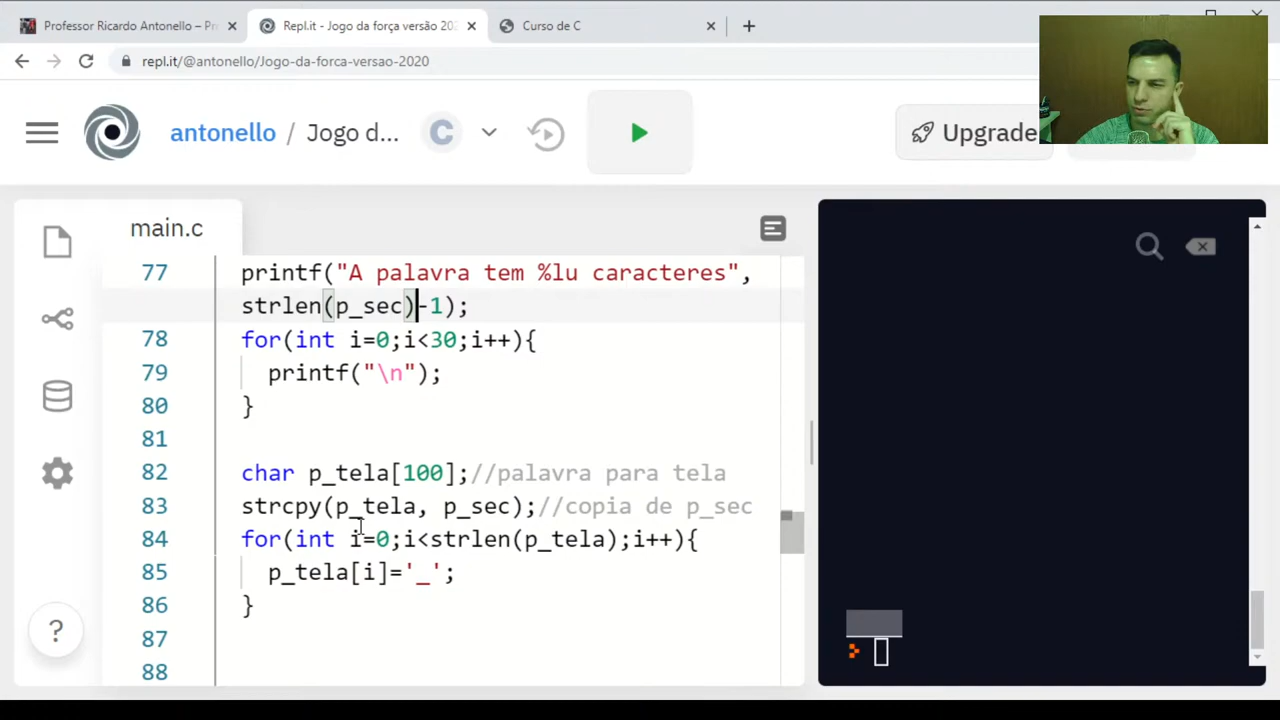 Professor Ricardo Antonello – Pr
Repl.it - Jogo da força versão 202
Curso de C
repl.it/@antonello/Jogo-da-forca-versao-2020
antonello / Jogo d...
C
Upgrade
main.c
77 printf("A palavra tem %lu caracteres",
strlen(p_sec)-1);
78 for(int i=0;i<30;i++){
79 printf("\n");
80 }
81
82 char p_tela[100];//palavra para tela
83 strcpy(p_tela, p_sec);//copia de p_sec
84 for(int i=0;i<strlen(p_tela);i++){
85 p_tela[i]='_';
86 }
87
88
?